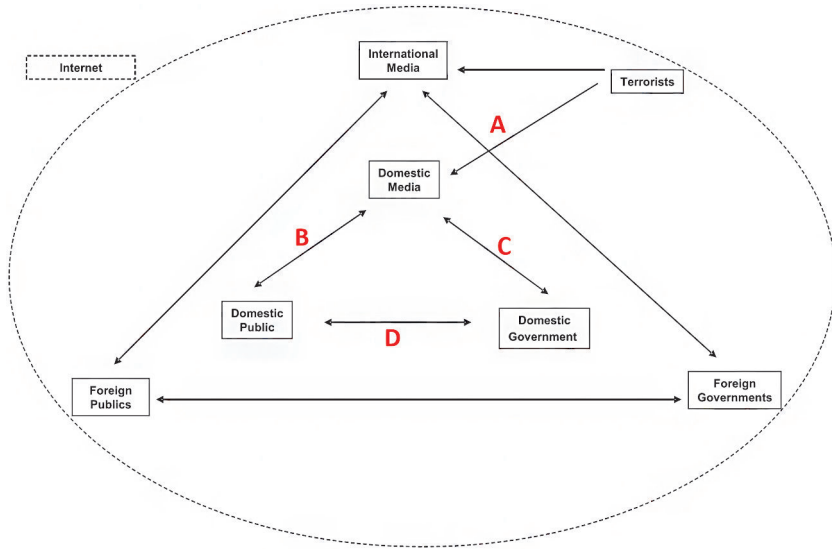 International
Media
Internet
Terrorists
A
Domestic
Media
B
C
Domestic
Public
D
Domestic
Government
Foreign
Publics
Foreign
Governments